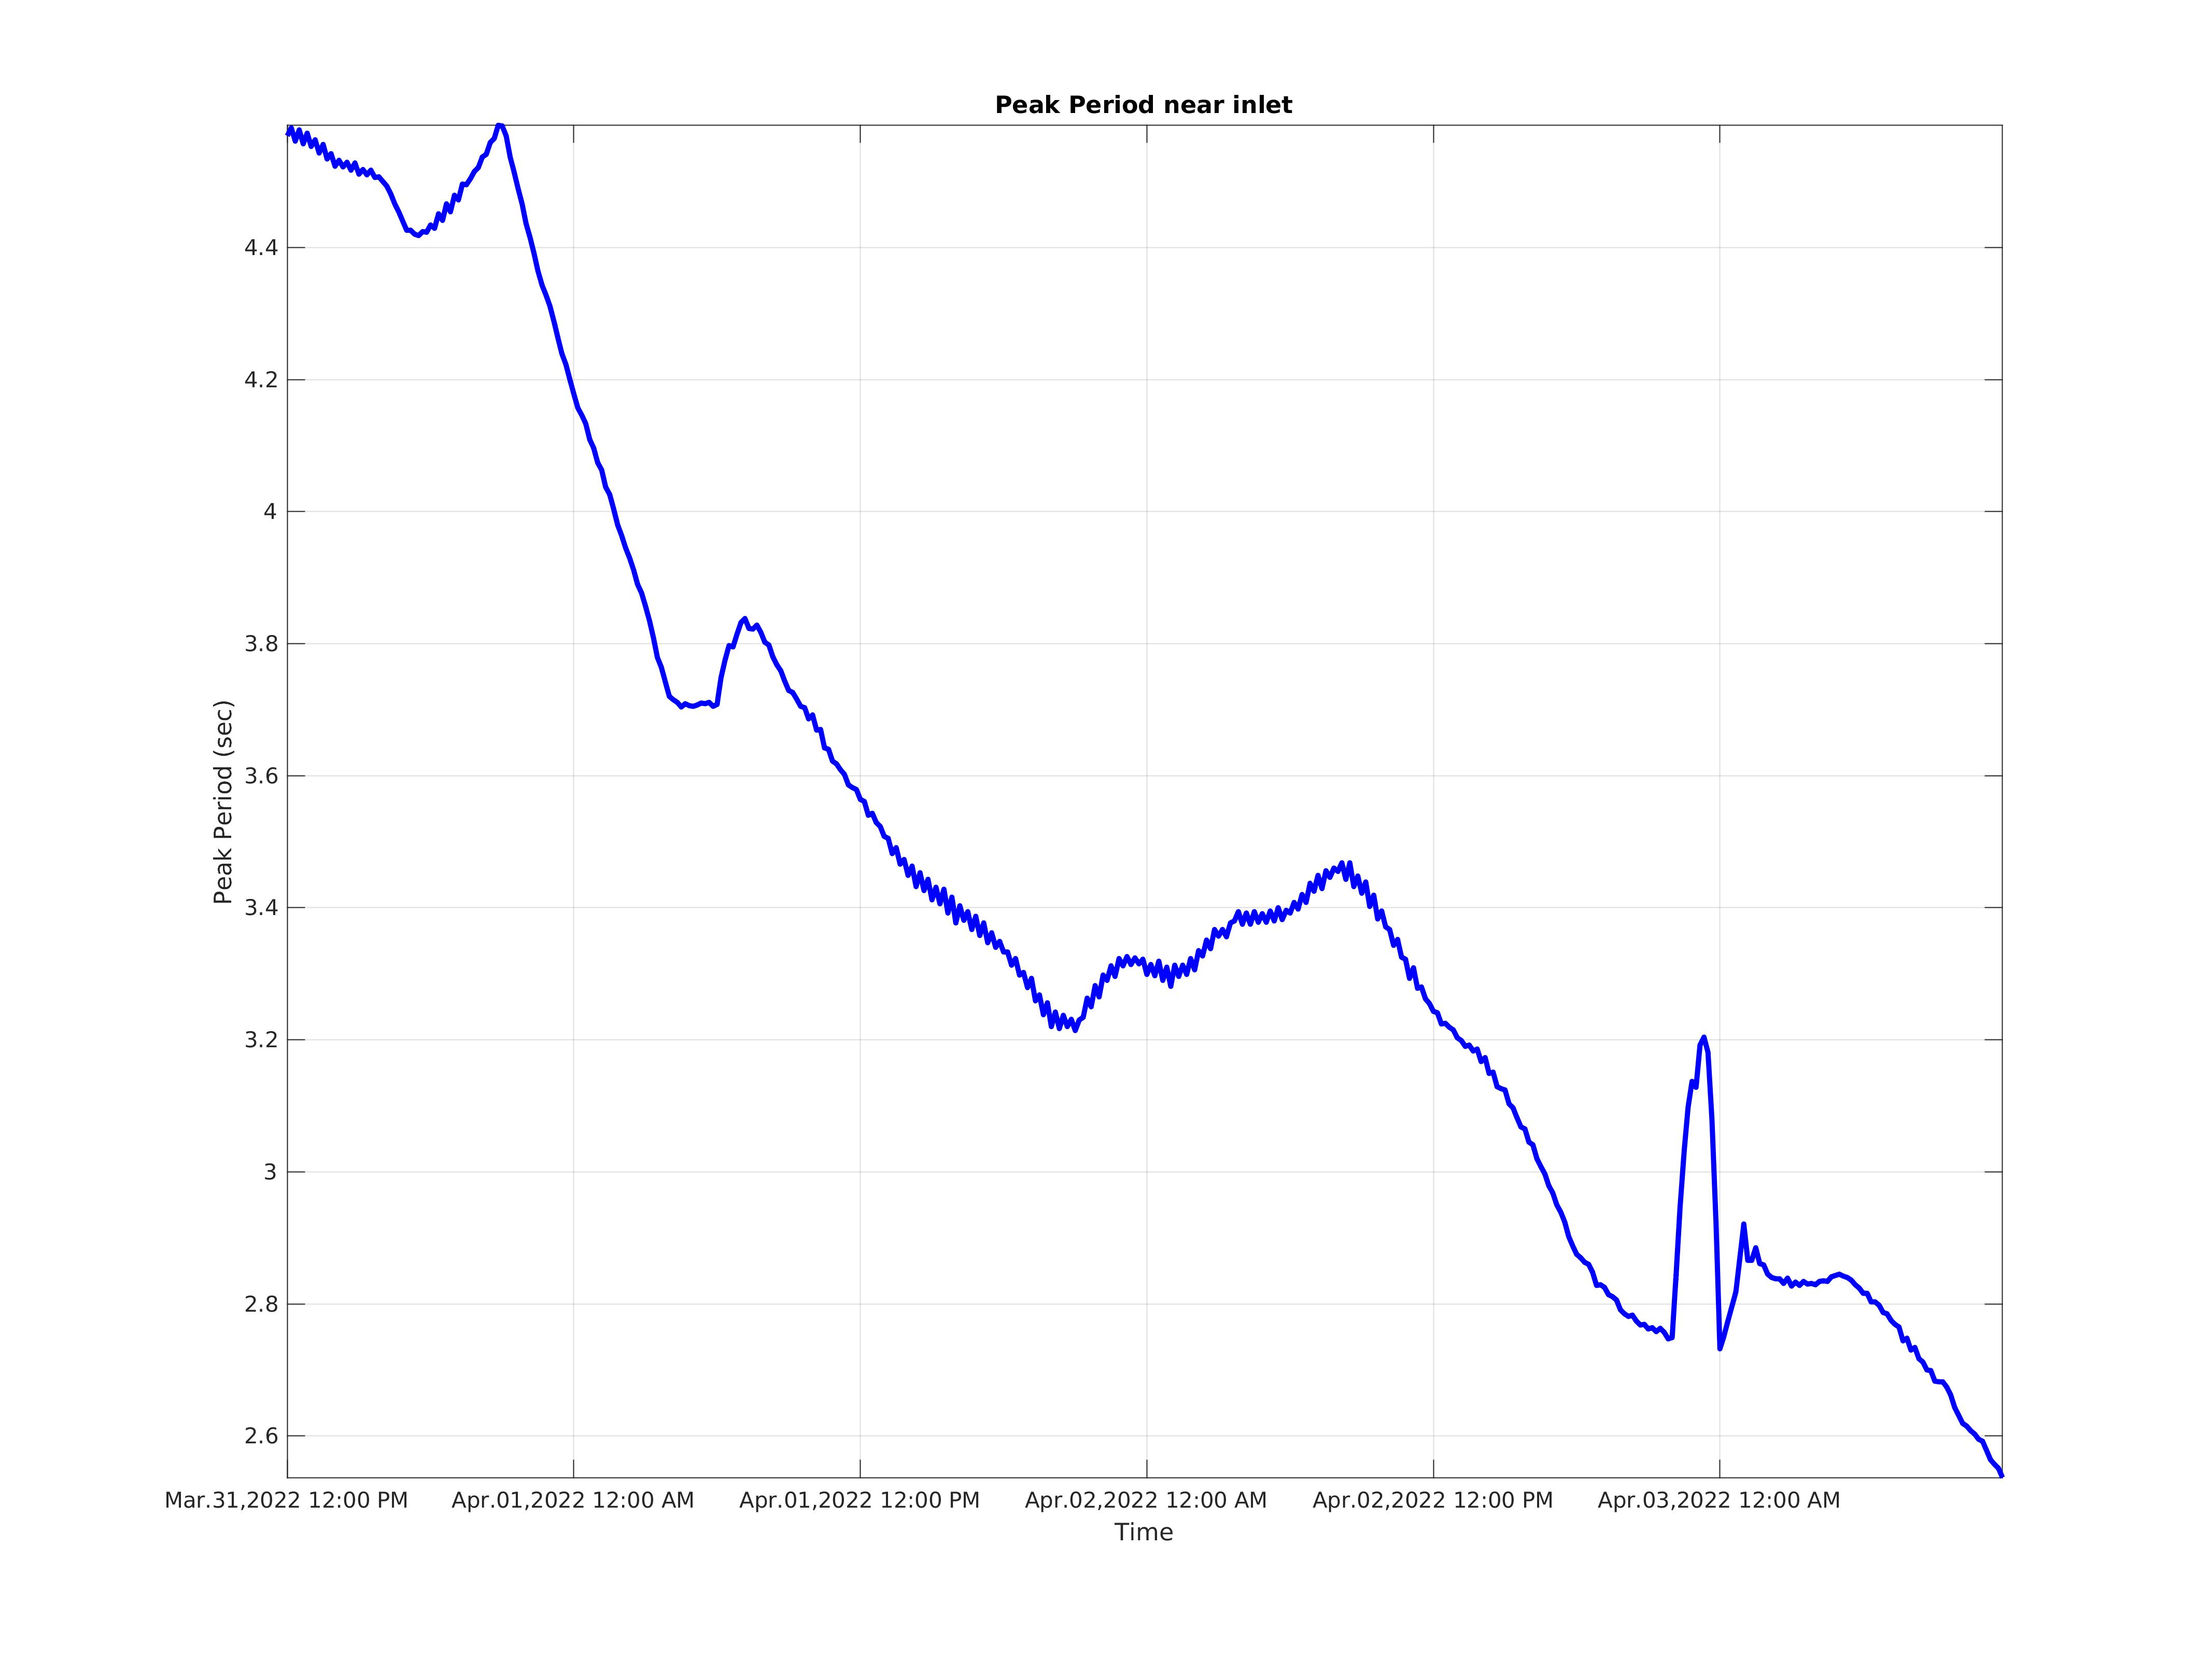 Peak Period near inlet
Peak Period (sec)
4.4
4.2
4
3.8
3.6
3.4
3.2
3
2.8
2.6
Mar.31,2022 12:00 PM Apr.01,2022 12:00 AM Apr.01,2022 12:00 PM Apr.02,2022 12:00 AM Apr.02,2022 12:00 PM Apr.03,2022 12:00 AM
Time